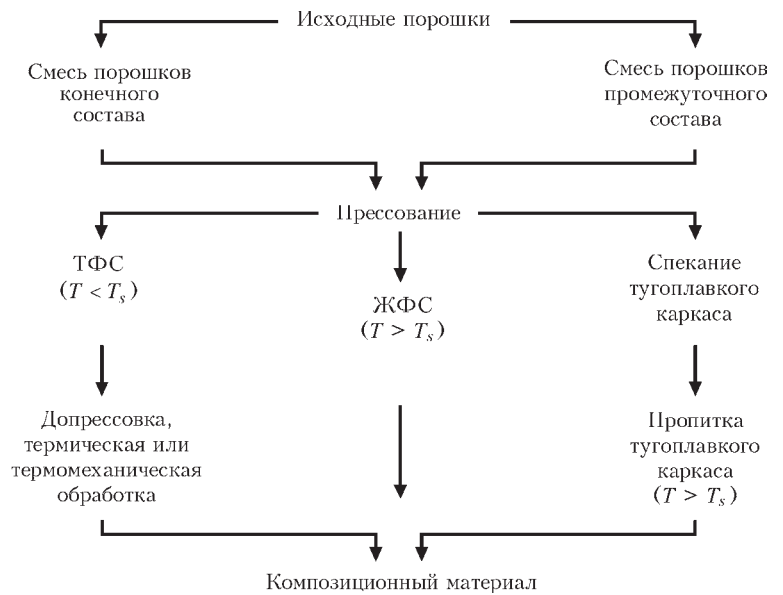 Исходные порошки
Смесь порошков
конечного
состава
Смесь порошков
промежуточного
состава
Прессование
ТФС
(T < Ts)
ЖФС
(T > Ts)
Спекание
тугоплавкого
каркаса
Допрессовка,
термическая или
термомеханическая
обработка
Пропитка
тугоплавкого
каркаса
(T > Ts)
Композиционный материал